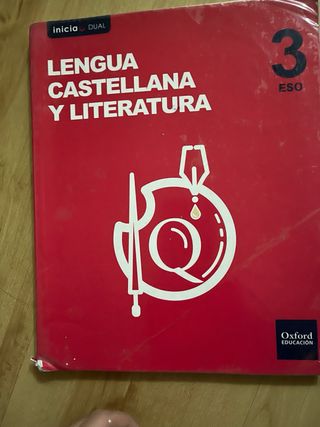 inicia DUAL
LENGUA
CASTELLANA
Y LITERATURA
3
ESO
Q
Oxford
EDUCACIÓN